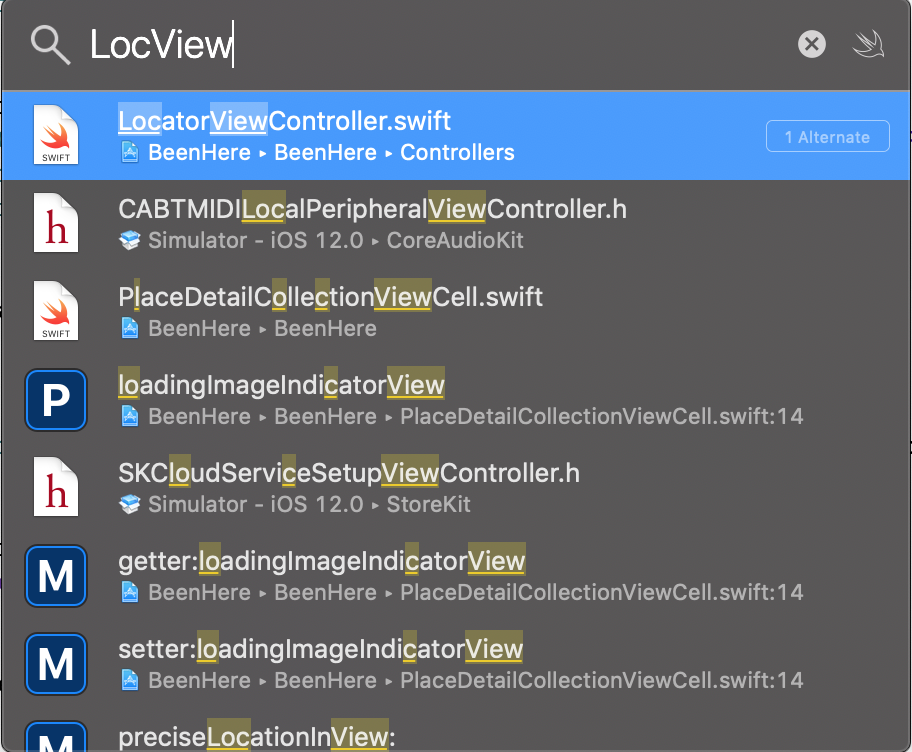 LocView
LocatorViewController.swift
1 Alternate
SWIFT
BeenHere ▸ BeenHere ▸ Controllers
CABTMIDILocalPeripheralViewController.h
h
Simulator - iOS 12.0 ▸ CoreAudioKit
PlaceDetailCollectionViewCell.swift
SWIFT
BeenHere ▸ BeenHere
loadingImageIndicatorView
P
BeenHere ▸ BeenHere ▸ PlaceDetailCollectionViewCell.swift:14
SKCloudServiceSetupViewController.h
h
Simulator - iOS 12.0 ▸ StoreKit
getter:loadingImageIndicatorView
M
BeenHere ▸ BeenHere ▸ PlaceDetailCollectionViewCell.swift:14
setter:loadingImageIndicatorView
M
BeenHere ▸ BeenHere ▸ PlaceDetailCollectionViewCell.swift:14
preciseLocationInView:
M